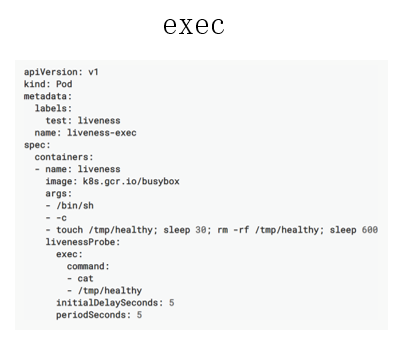 exec
apiVersion: v1
kind: Pod
metadata:
  labels:
    test: liveness
  name: liveness-exec
spec:
  containers:
  - name: liveness
    image: k8s.gcr.io/busybox
    args:
    - /bin/sh
    - -c
    - touch /tmp/healthy; sleep 30; rm -rf /tmp/healthy; sleep 600
    livenessProbe:
      exec:
        command:
        - cat
        - /tmp/healthy
      initialDelaySeconds: 5
      periodSeconds: 5